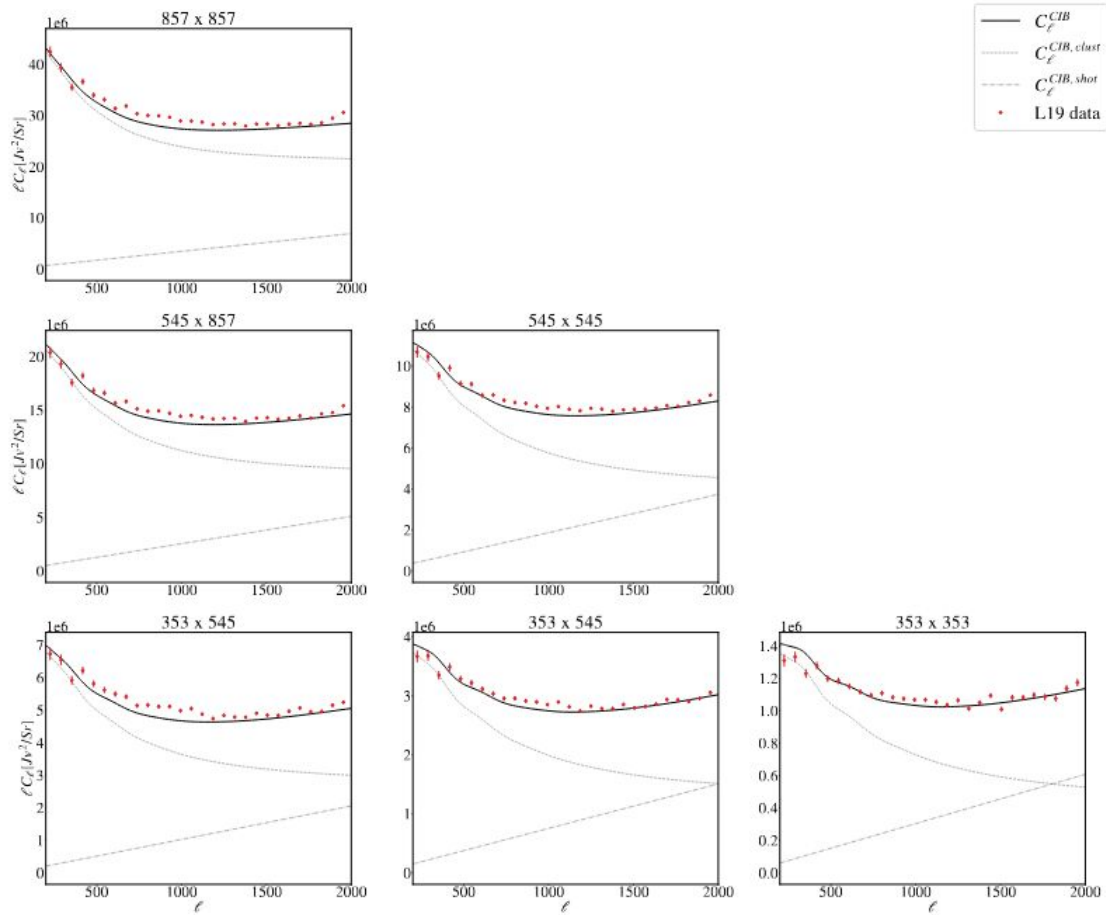 1e6
857 x 857
C_ℓ^{CIB}
C_ℓ^{CIB, clust}
C_ℓ^{CIB, shot}
L19 data
ℓC_ℓ[Jν²/Sr]
40
30
20
10
0
500 1000 1500 2000
1e6
545 x 857
ℓC_ℓ[Jν²/Sr]
20
15
10
5
0
500 1000 1500 2000
1e6
545 x 545
10
8
6
4
2
0
500 1000 1500 2000
1e6
353 x 545
ℓC_ℓ[Jν²/Sr]
7
6
5
4
3
2
1
0
500 1000 1500 2000
ℓ
1e6
353 x 545
4
3
2
1
0
500 1000 1500 2000
ℓ
1e6
353 x 353
1.4
1.2
1.0
0.8
0.6
0.4
0.2
0.0
500 1000 1500 2000
ℓ